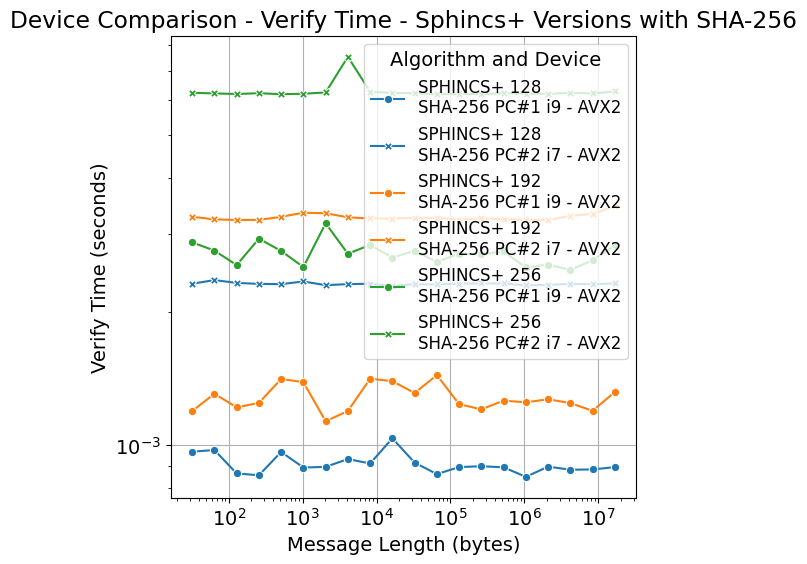 Device Comparison - Verify Time - Sphincs+ Versions with SHA-256
Algorithm and Device
SPHINCS+ 128
SHA-256 PC#1 i9 - AVX2
SPHINCS+ 128
SHA-256 PC#2 i7 - AVX2
SPHINCS+ 192
SHA-256 PC#1 i9 - AVX2
SPHINCS+ 192
SHA-256 PC#2 i7 - AVX2
SPHINCS+ 256
SHA-256 PC#1 i9 - AVX2
SPHINCS+ 256
SHA-256 PC#2 i7 - AVX2
Verify Time (seconds)
10⁻³
10² 10³ 10⁴ 10⁵ 10⁶ 10⁷
Message Length (bytes)